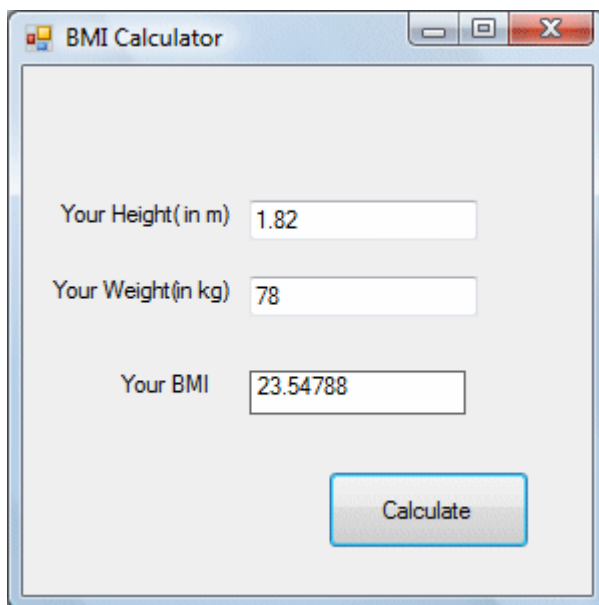 BMI Calculator
Your Height( in m) 1.82
Your Weight(in kg) 78
Your BMI 23.54788
Calculate